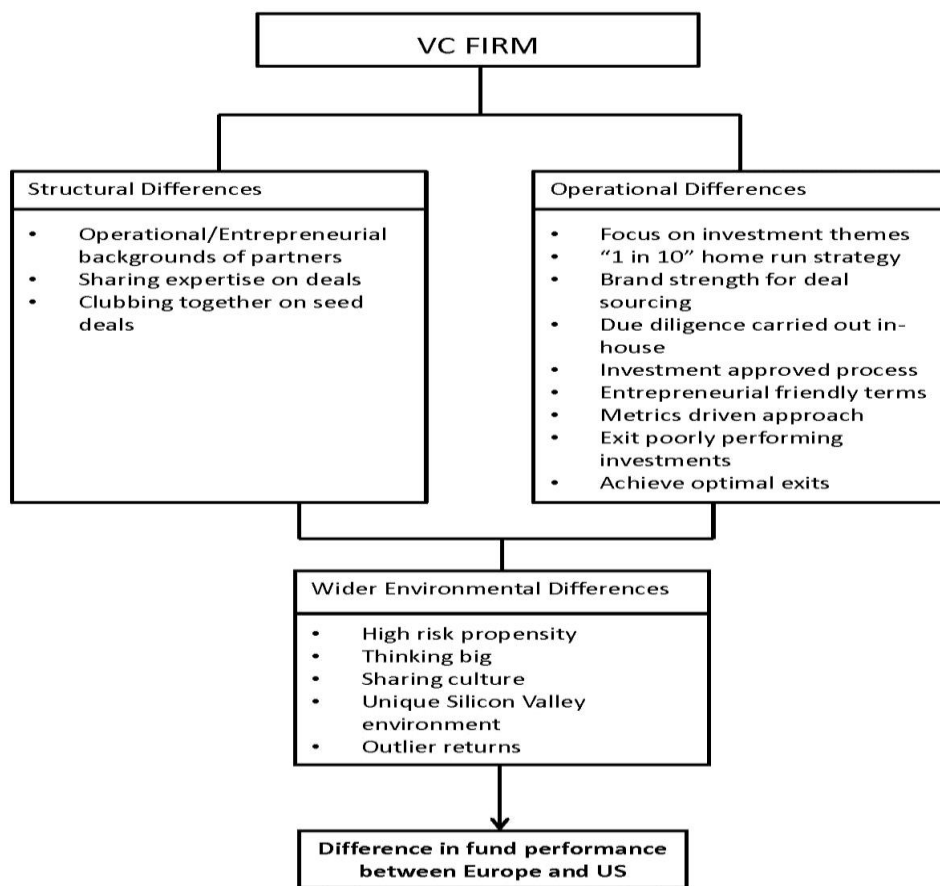 VC FIRM
Structural Differences
• Operational/Entrepreneurial
backgrounds of partners
• Sharing expertise on deals
• Clubbing together on seed
deals
Operational Differences
• Focus on investment themes
• “1 in 10” home run strategy
• Brand strength for deal
sourcing
• Due diligence carried out in-
house
• Investment approved process
• Entrepreneurial friendly terms
• Metrics driven approach
• Exit poorly performing
investments
• Achieve optimal exits
Wider Environmental Differences
• High risk propensity
• Thinking big
• Sharing culture
• Unique Silicon Valley
environment
• Outlier returns
Difference in fund performance
between Europe and US